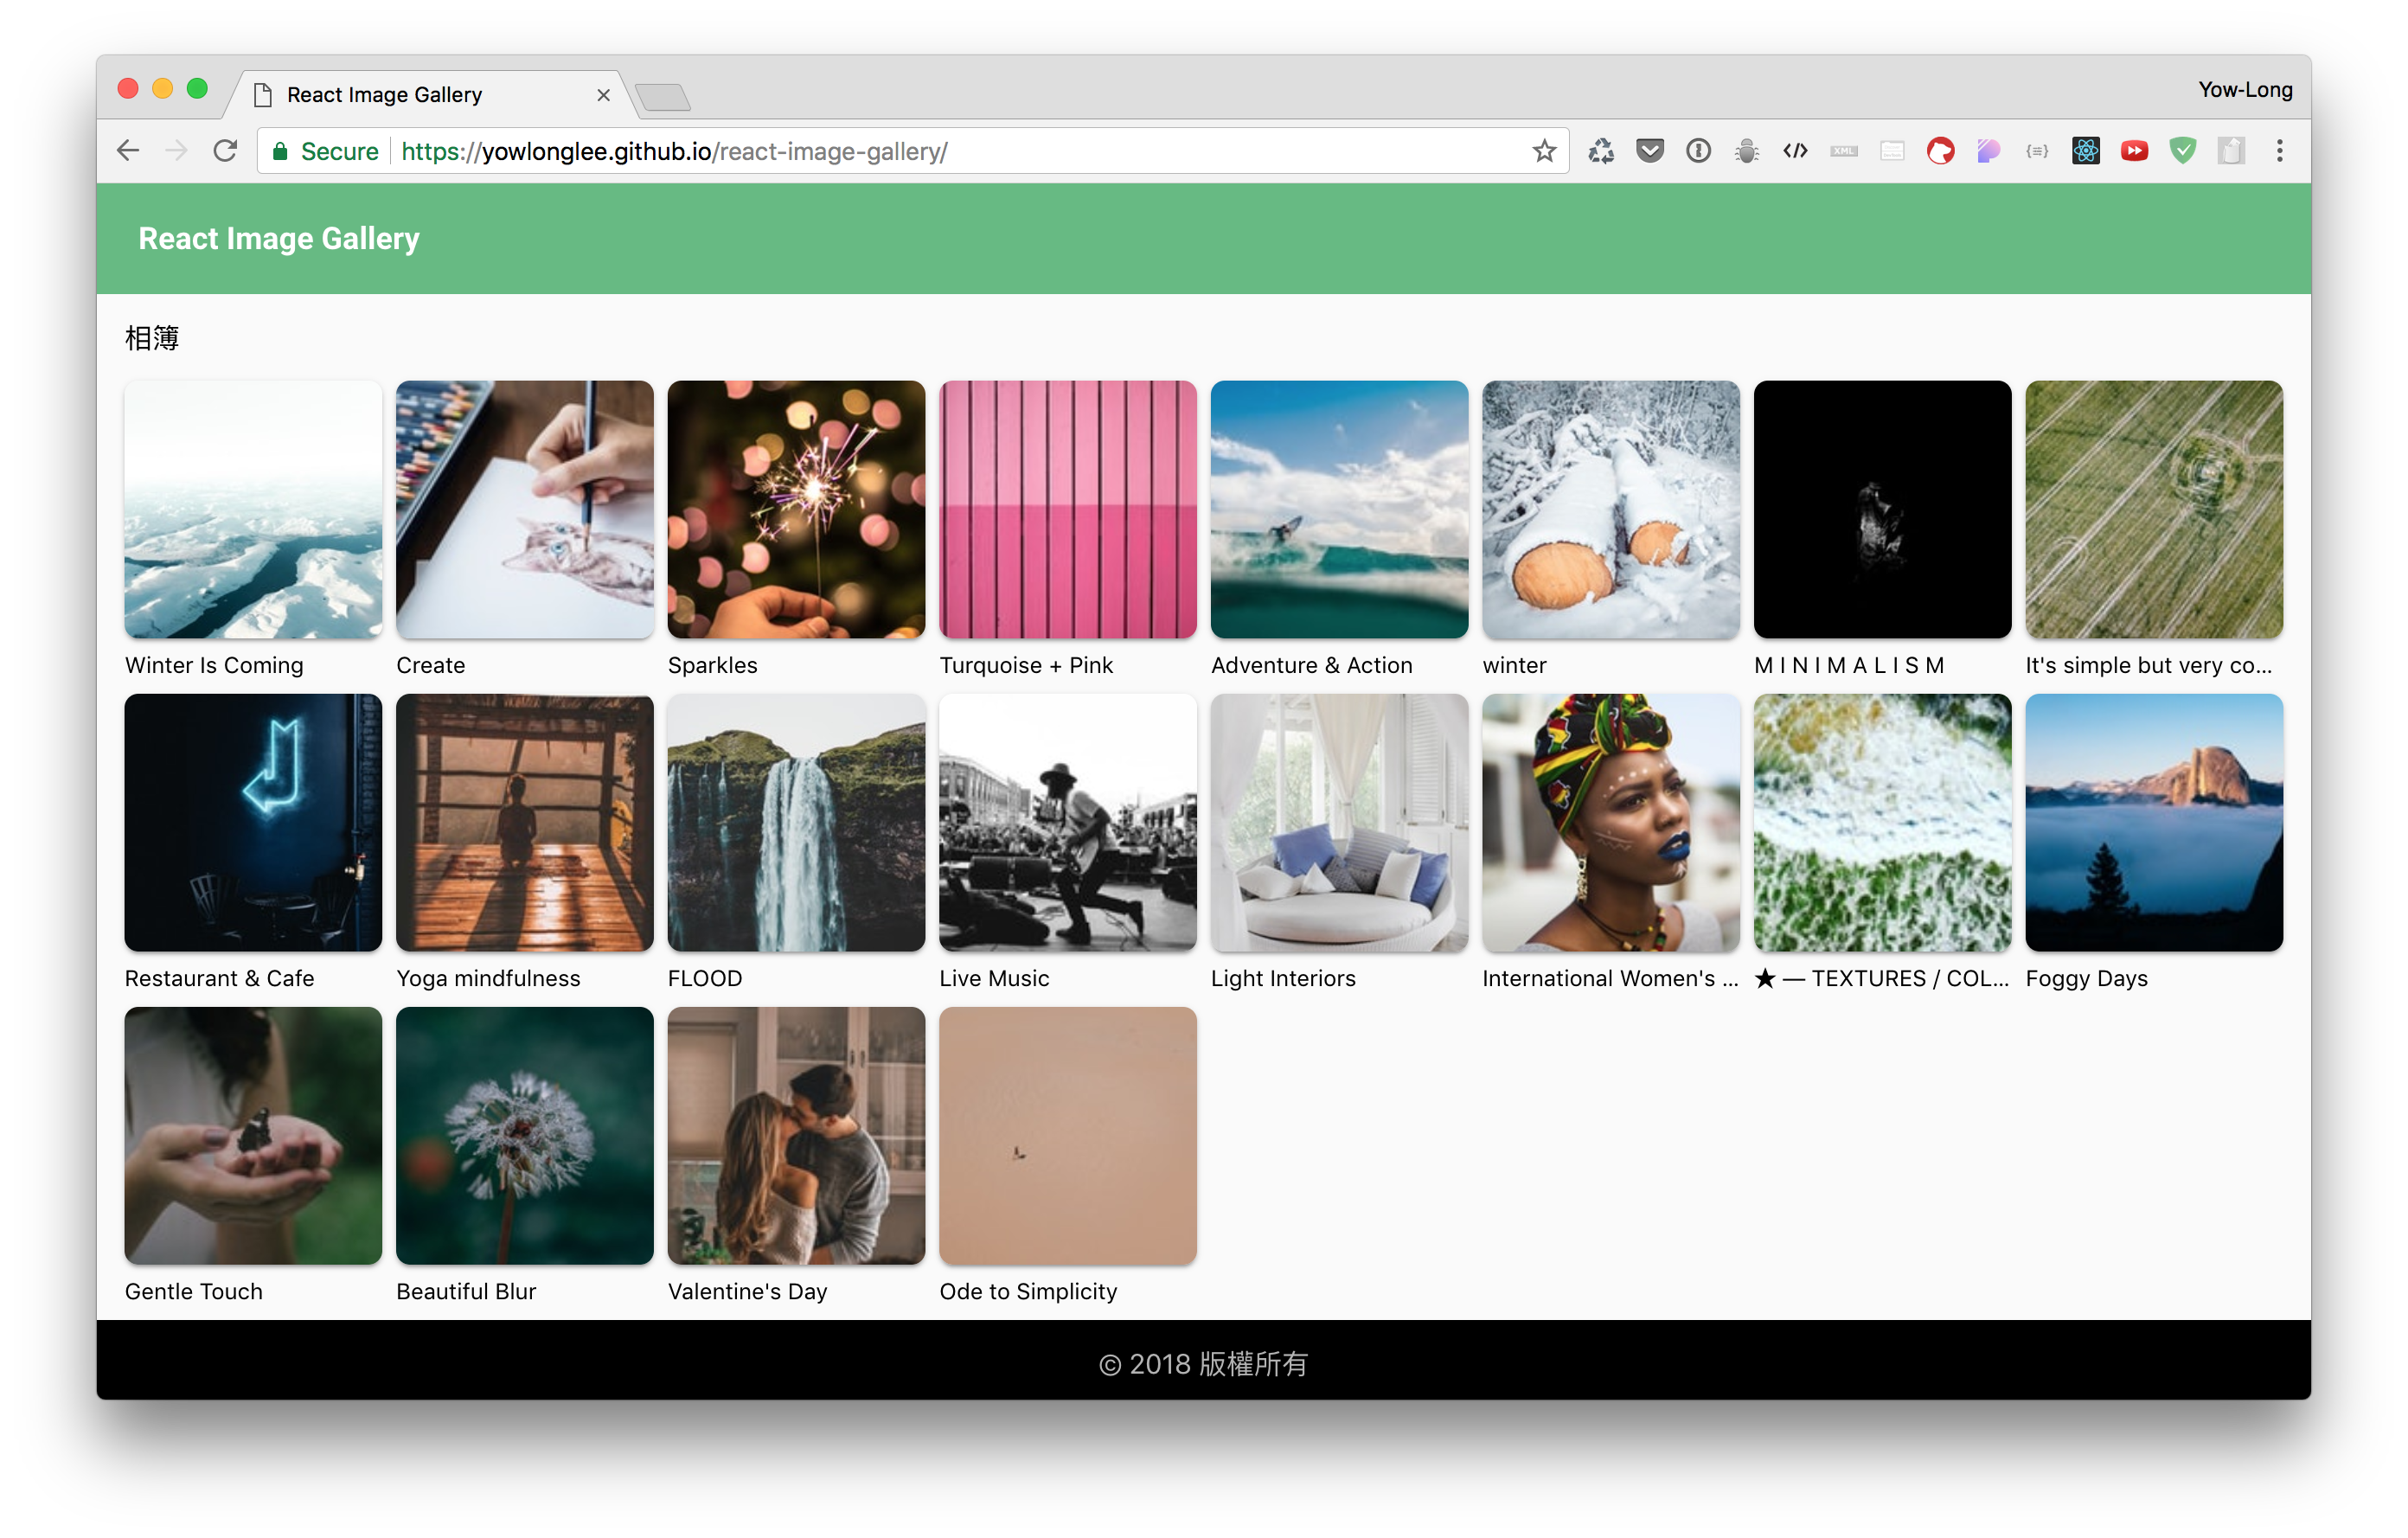 React Image Gallery
Yow-Long
Secure https://yowlonglee.github.io/react-image-gallery/
XML
React Image Gallery
相簿
Winter Is Coming
Create
Sparkles
Turquoise + Pink
Adventure & Action
winter
M I N I M A L I S M
It's simple but very co...
Restaurant & Cafe
Yoga mindfulness
FLOOD
Live Music
Light Interiors
International Women's ...
★ — TEXTURES / COL...
Foggy Days
Gentle Touch
Beautiful Blur
Valentine's Day
Ode to Simplicity
© 2018 版權所有